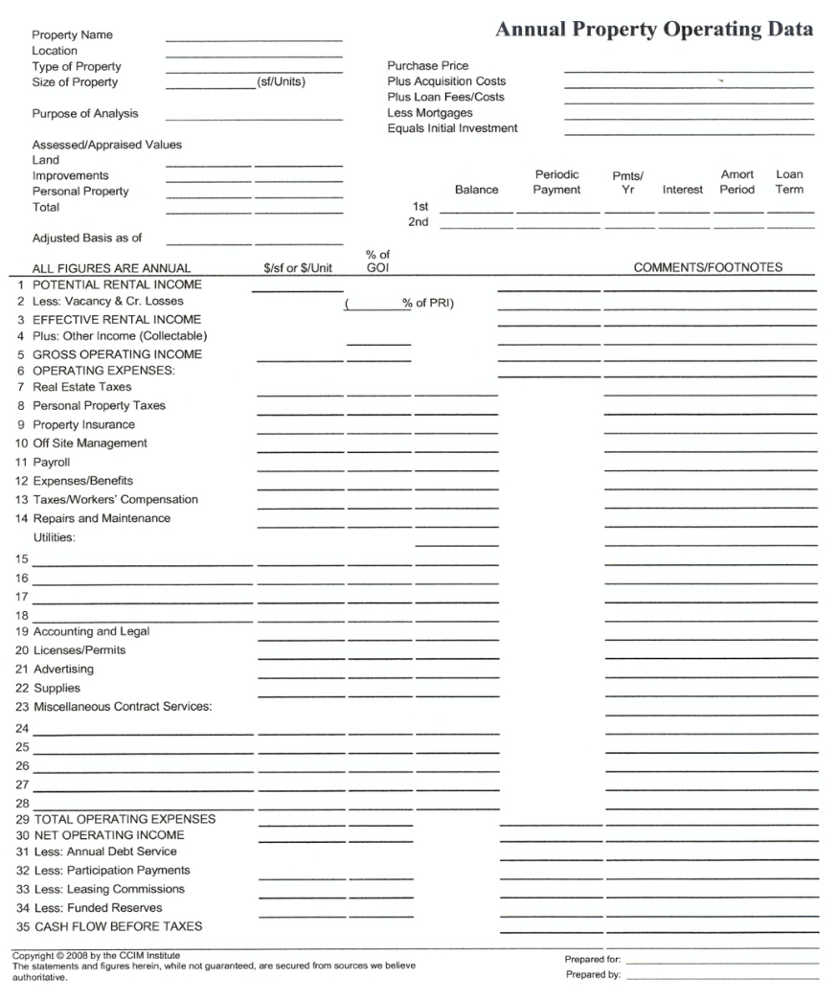 Annual Property Operating Data
Property Name
Location
Type of Property
Size of Property (sf/Units)
Purpose of Analysis
Purchase Price
Plus Acquisition Costs
Plus Loan Fees/Costs
Less Mortgages
Equals Initial Investment
Assessed/Appraised Values
Land
Improvements
Personal Property
Total
Adjusted Basis as of
Balance Periodic Payment Pmts/ Yr Interest Amort Period Loan Term
1st
2nd
ALL FIGURES ARE ANNUAL $/sf or $/Unit % of GOI COMMENTS/FOOTNOTES
1 POTENTIAL RENTAL INCOME
2 Less: Vacancy & Cr. Losses ( % of PRI)
3 EFFECTIVE RENTAL INCOME
4 Plus: Other Income (Collectable)
5 GROSS OPERATING INCOME
6 OPERATING EXPENSES:
7 Real Estate Taxes
8 Personal Property Taxes
9 Property Insurance
10 Off Site Management
11 Payroll
12 Expenses/Benefits
13 Taxes/Workers' Compensation
14 Repairs and Maintenance
Utilities:
15
16
17
18
19 Accounting and Legal
20 Licenses/Permits
21 Advertising
22 Supplies
23 Miscellaneous Contract Services:
24
25
26
27
28
29 TOTAL OPERATING EXPENSES
30 NET OPERATING INCOME
31 Less: Annual Debt Service
32 Less: Participation Payments
33 Less: Leasing Commissions
34 Less: Funded Reserves
35 CASH FLOW BEFORE TAXES
Copyright © 2008 by the CCIM Institute
The statements and figures herein, while not guaranteed, are secured from sources we believe
authoritative.
Prepared for:
Prepared by: